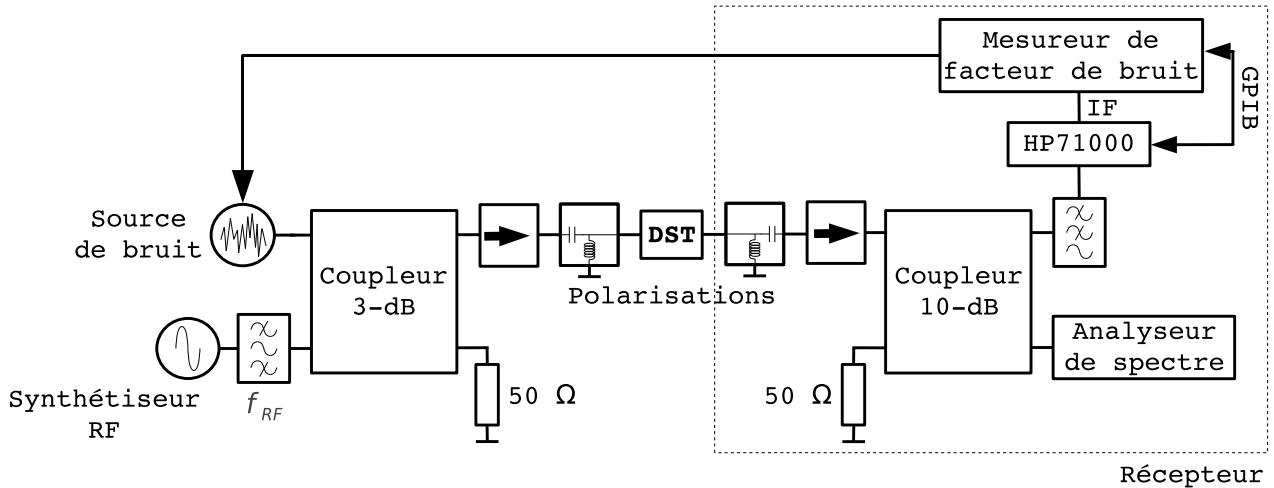 Mesureur de
facteur de bruit
GPIB
IF
HP71000
Source
de bruit
Coupleur
3-dB
DST
Polarisations
Coupleur
10-dB
Analyseur
de spectre
Synthétiseur
RF
f RF
50 Ω
50 Ω
Récepteur